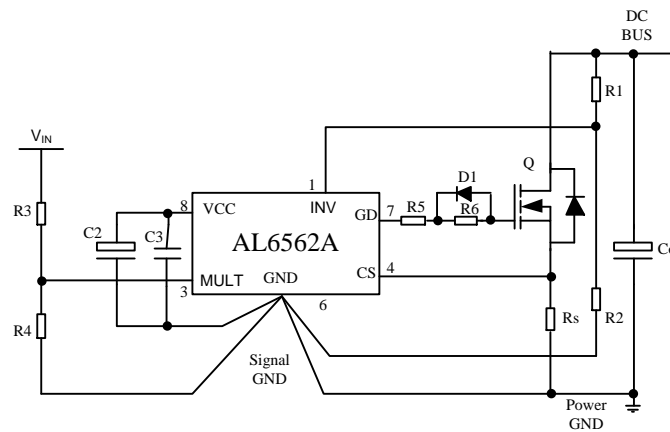 DC
BUS
R1
VIN
D1
Q
1
R3
8
VCC
INV
GD
7
R5
R6
C2
C3
AL6562A
CS
4
MULT
GND
3
6
R4
Rs
R2
Signal
GND
Power
GND